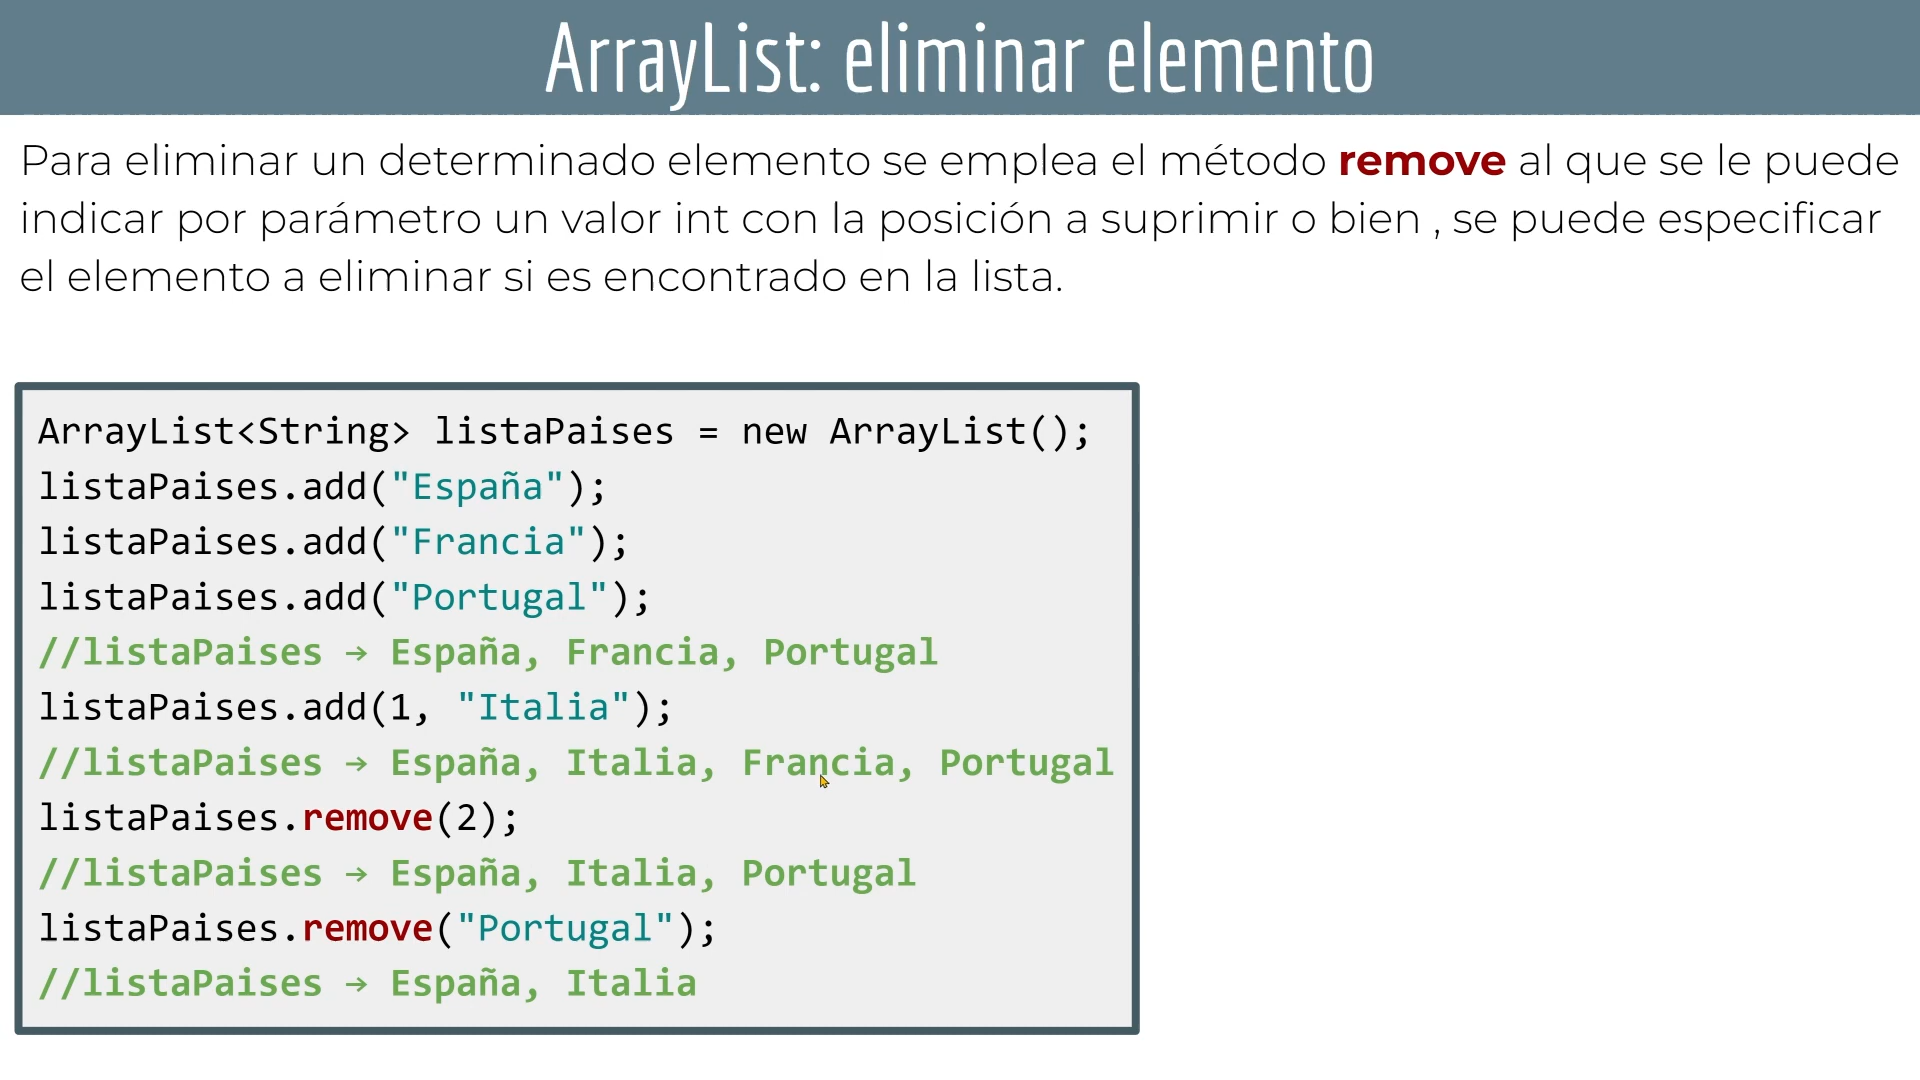 ArrayList: eliminar elemento
Para eliminar un determinado elemento se emplea el método remove al que se le puede
indicar por parámetro un valor int con la posición a suprimir o bien , se puede especificar
el elemento a eliminar si es encontrado en la lista.
ArrayList<String> listaPaises = new ArrayList();
listaPaises.add("España");
listaPaises.add("Francia");
listaPaises.add("Portugal");
//listaPaises → España, Francia, Portugal
listaPaises.add(1, "Italia");
//listaPaises → España, Italia, Francia, Portugal
listaPaises.remove(2);
//listaPaises → España, Italia, Portugal
listaPaises.remove("Portugal");
//listaPaises → España, Italia